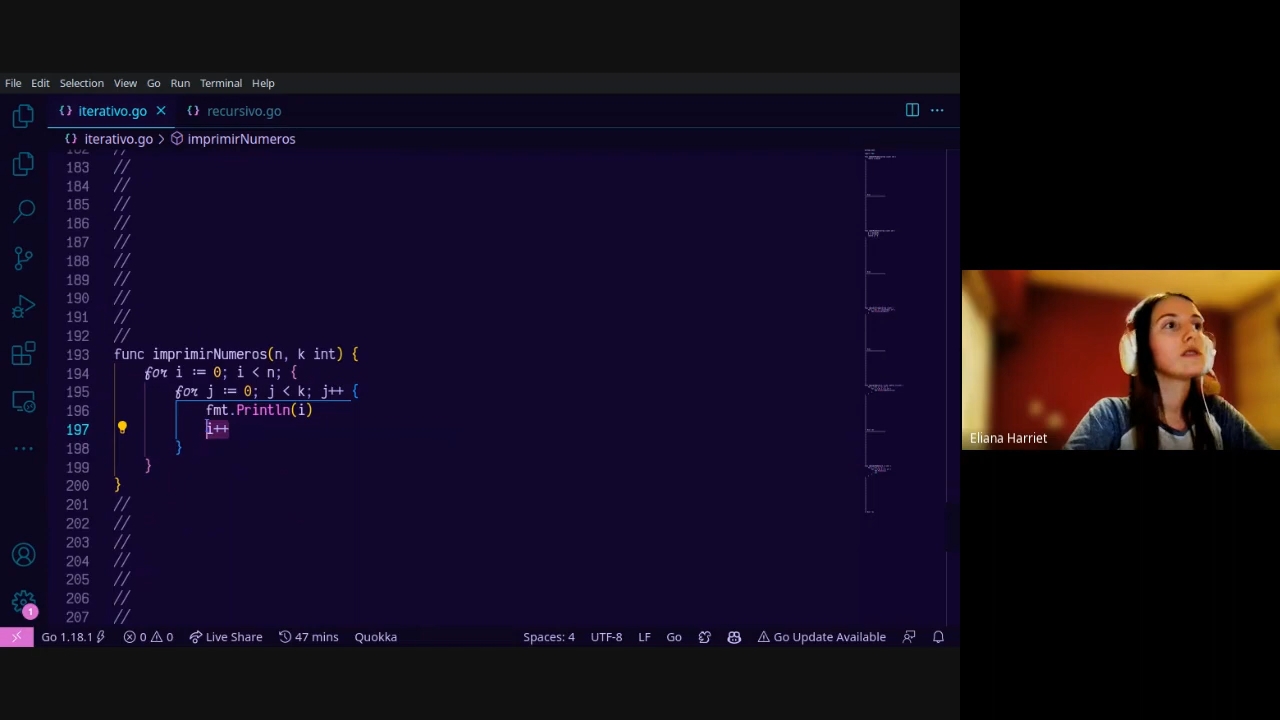 File Edit Selection View Go Run Terminal Help
{} iterativo.go × {} recursivo.go ...
{} iterativo.go > imprimirNumeros
182 //
183 //
184 //
185 //
186 //
187 //
188 //
189 //
190 //
191 //
192 //
193 func imprimirNumeros(n, k int) {
194 for i := 0; i < n; {
195 for j := 0; j < k; j++ {
196 fmt.Println(i)
197 i++
198 }
199 }
200 }
201 //
202 //
203 //
204 //
205 //
206 //
207 //
1
Go 1.18.1 0 0 Live Share 47 mins Quokka Spaces: 4 UTF-8 LF Go Go Update Available
Eliana Harriet